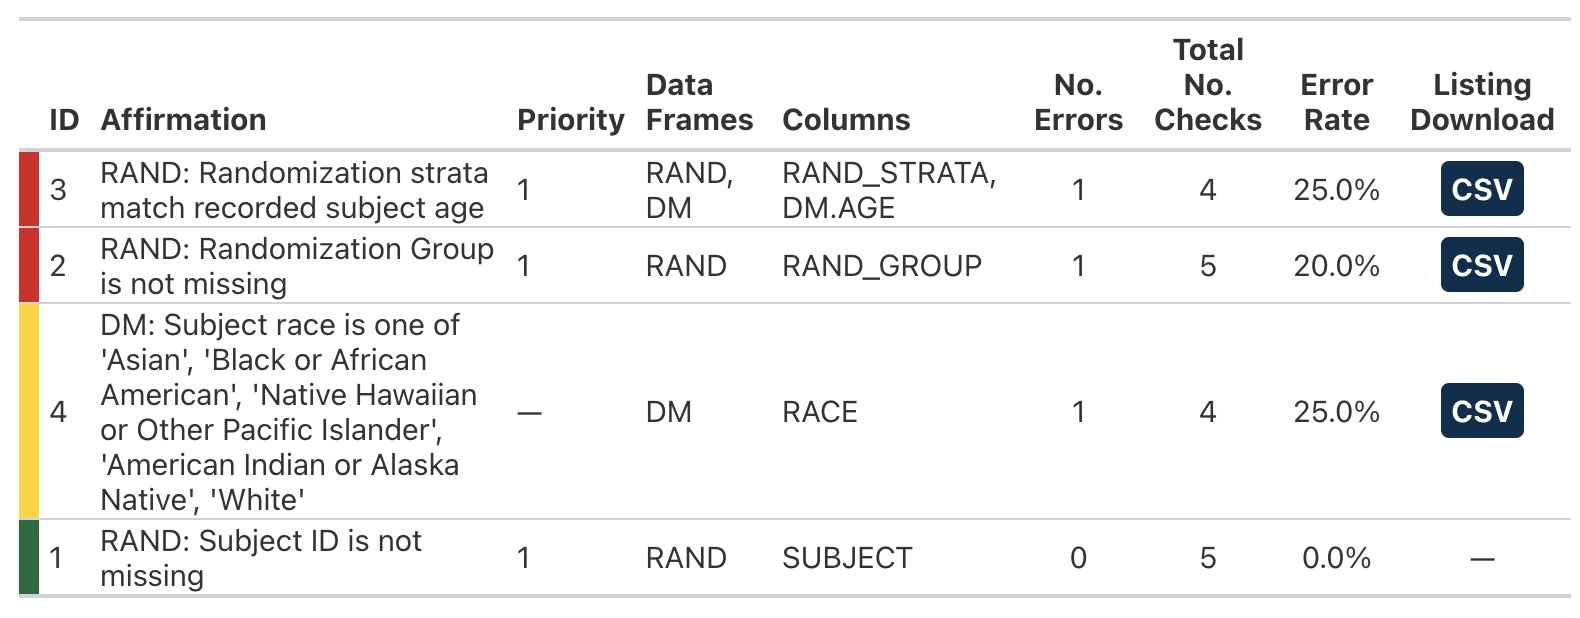 ID Affirmation Priority Data Frames Columns No. Errors Total No. Checks Error Rate Listing Download
3 RAND: Randomization strata match recorded subject age 1 RAND, DM RAND_STRATA, DM.AGE 1 4 25.0% CSV
2 RAND: Randomization Group is not missing 1 RAND RAND_GROUP 1 5 20.0% CSV
4 DM: Subject race is one of 'Asian', 'Black or African American', 'Native Hawaiian or Other Pacific Islander', 'American Indian or Alaska Native', 'White' — DM RACE 1 4 25.0% CSV
1 RAND: Subject ID is not missing 1 RAND SUBJECT 0 5 0.0% —